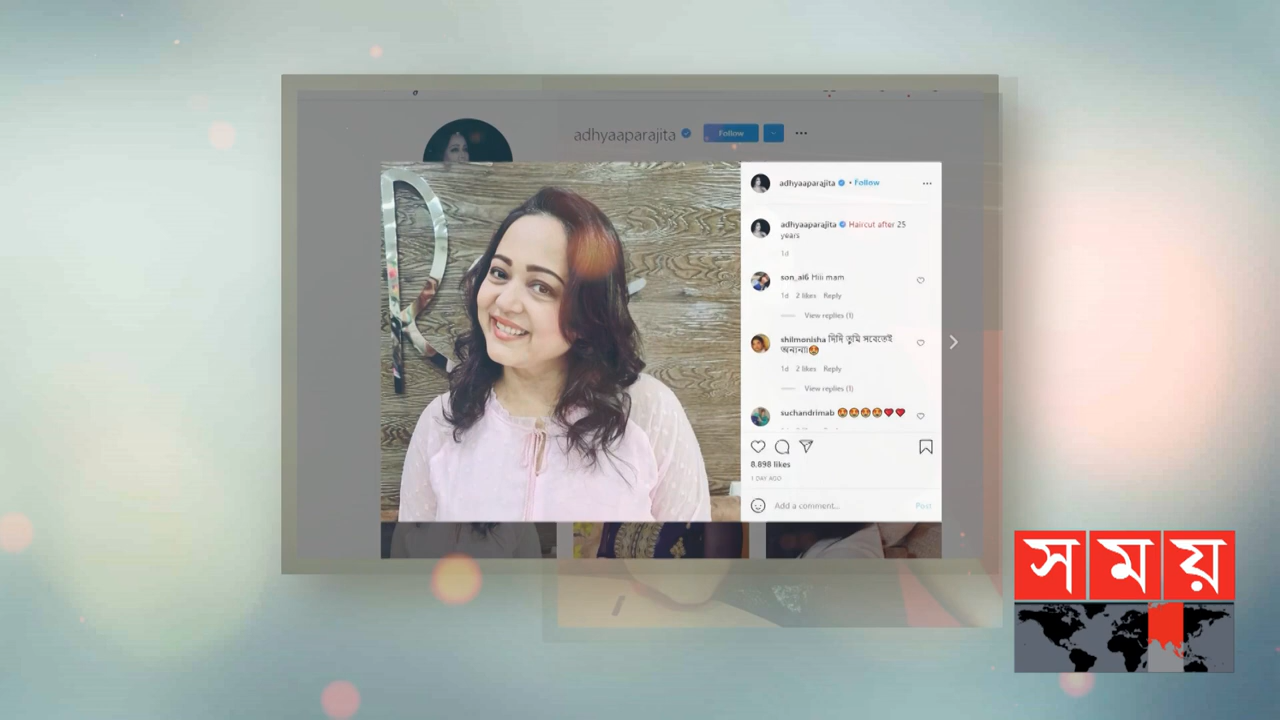 adhyaaparajita
Follow
adhyaaparajita • Follow
adhyaaparajita Haircut after 25
years
1d
son_al6 Hiii mam
1d 2 likes Reply
View replies (1)
shilmonisha দিদি তুমি সবেতেই
অনন্যা😍
1d 2 likes Reply
View replies (1)
suchandrimab 😍😍😍😍❤❤
8,898 likes
1 DAY AGO
Add a comment...
Post
সময়